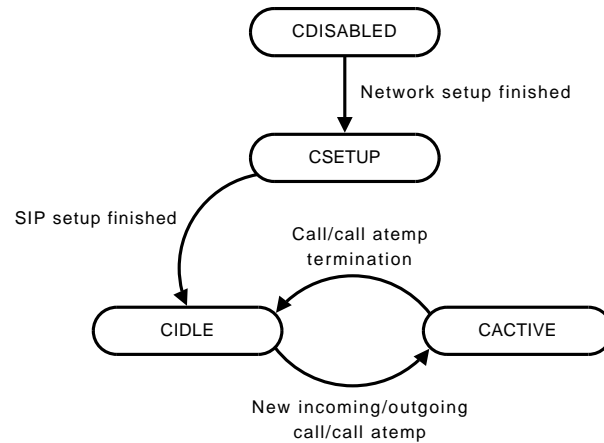 CDISABLED
Network setup finished
CSETUP
SIP setup finished
Call/call atemp
termination
CIDLE
CACTIVE
New incoming/outgoing
call/call atemp